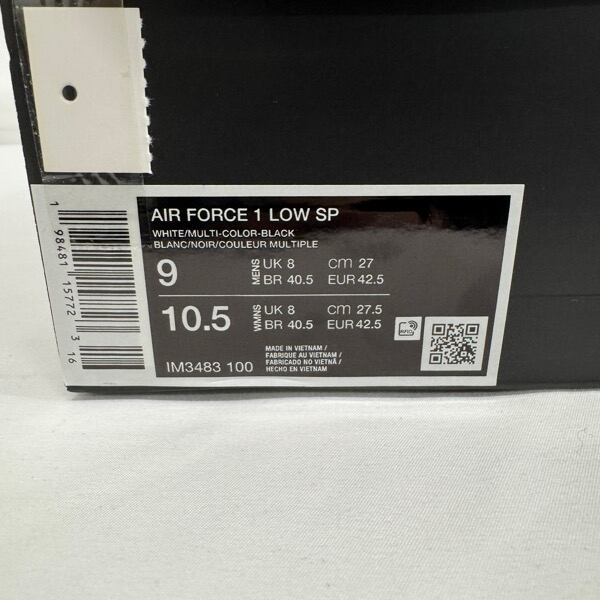 AIR FORCE 1 LOW SP
WHITE/MULTI-COLOR-BLACK
BLANC/NOIR/COULEUR MULTIPLE
9 MENS UK 8 cm 27
BR 40.5 EUR 42.5
10.5 WMNS UK 8 cm 27.5
BR 40.5 EUR 42.5
IM3483 100
MADE IN VIETNAM /
FABRIQUE AU VIETNAM /
FABRICADO NO VIETNÃ /
HECHO EN VIETNAM
RFID
1 98481 15772 3 16